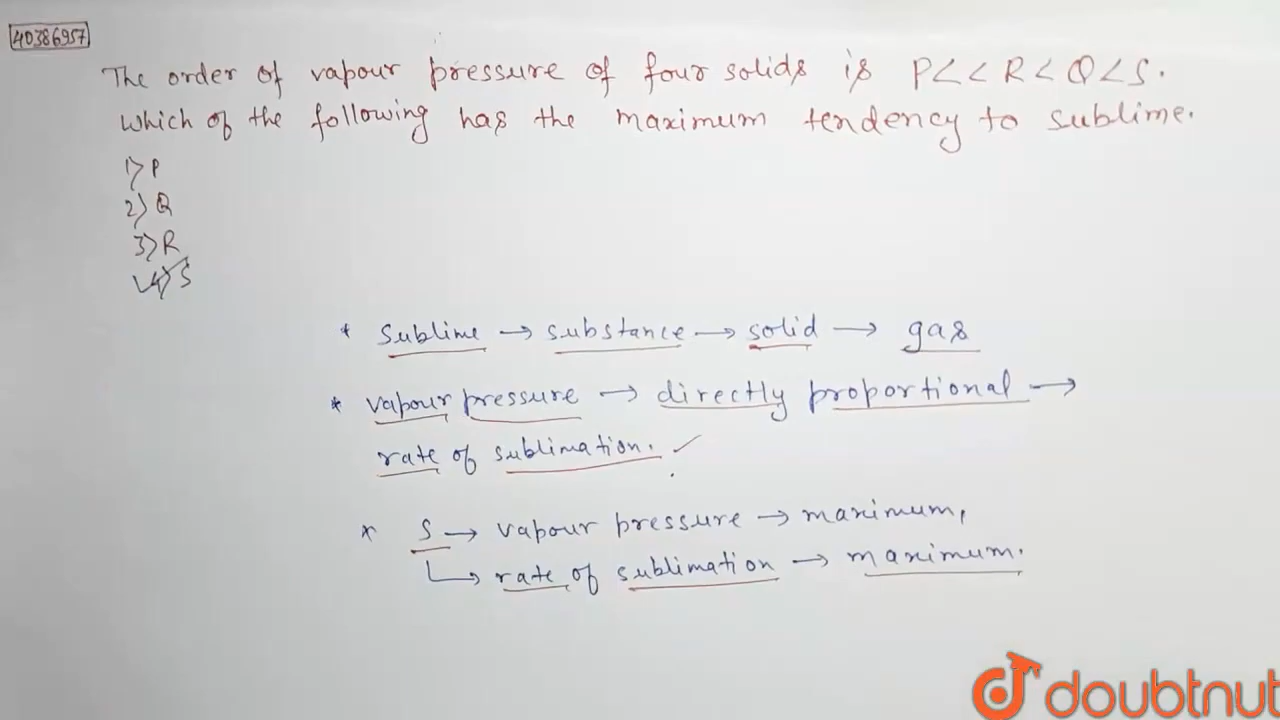 40386957
The order of vapour pressure of four solids is P<<R<Q<S.
which of the following has the maximum tendency to sublime.
1) P
2) Q
3) R
4) S
* sublime → substance → solid → gas
* vapour pressure → directly proportional →
rate of sublimation. ✓
* S → vapour pressure → maximum,
↳ rate of sublimation → maximum.
doubtnut